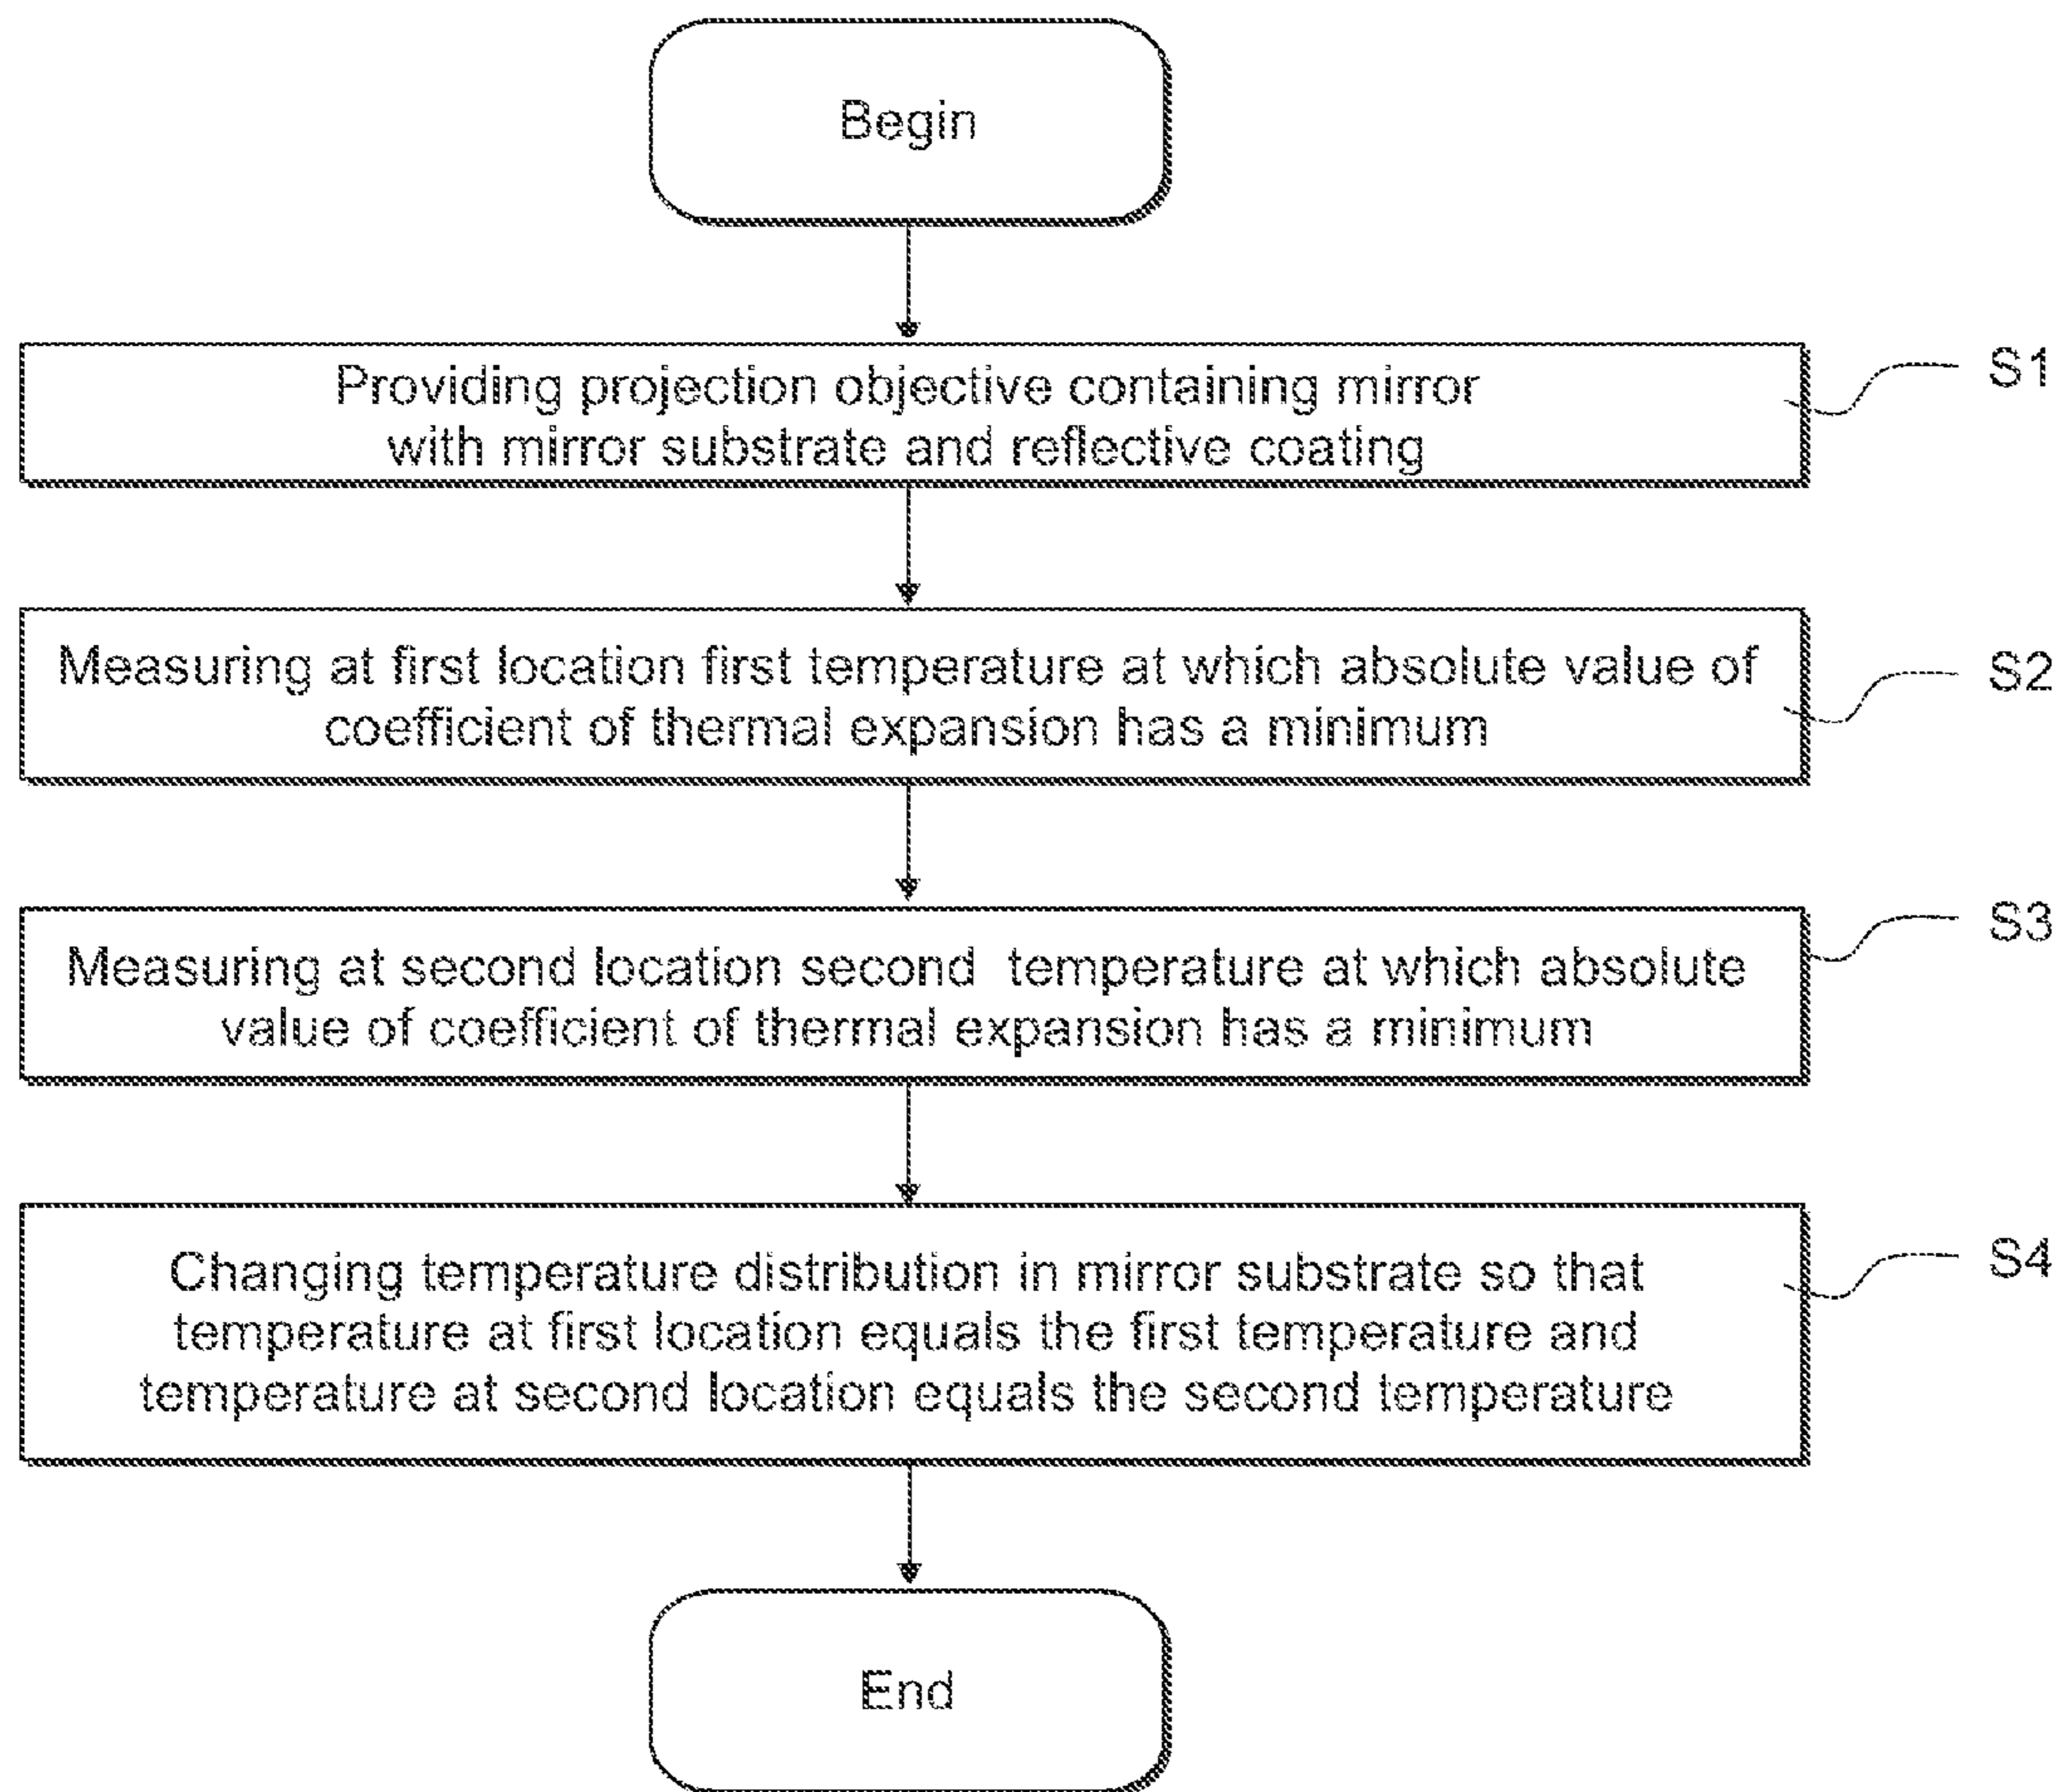 Begin
Providing projection objective containing mirror
with mirror substrate and reflective coating
S1
Measuring at first location first temperature at which absolute value of
coefficient of thermal expansion has a minimum
S2
Measuring at second location second temperature at which absolute
value of coefficient of thermal expansion has a minimum
S3
Changing temperature distribution in mirror substrate so that
temperature at first location equals the first temperature and
temperature at second location equals the second temperature
S4
End